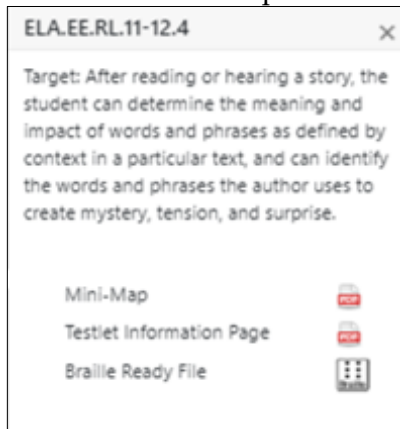 ELA.EE.RL.11-12.4
Target: After reading or hearing a story, the
student can determine the meaning and
impact of words and phrases as defined by
context in a particular text, and can identify
the words and phrases the author uses to
create mystery, tension, and surprise.
Mini-Map
PDF
Testlet Information Page
PDF
Braille Ready File